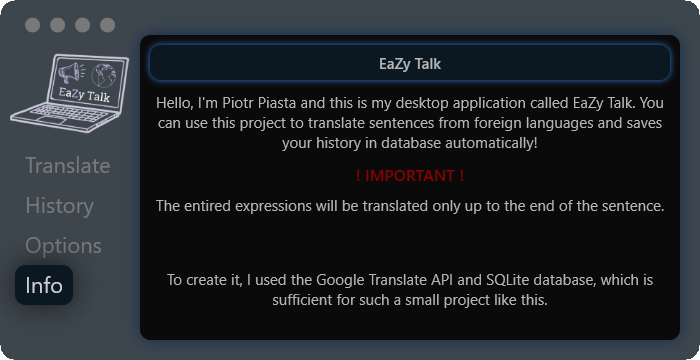 EaZy Talk
Translate
History
Options
Info
EaZy Talk
Hello, I'm Piotr Piasta and this is my desktop application called EaZy Talk. You
can use this project to translate sentences from foreign languages and saves
your history in database automatically!
! IMPORTANT !
The entired expressions will be translated only up to the end of the sentence.
To create it, I used the Google Translate API and SQLite database, which is
sufficient for such a small project like this.